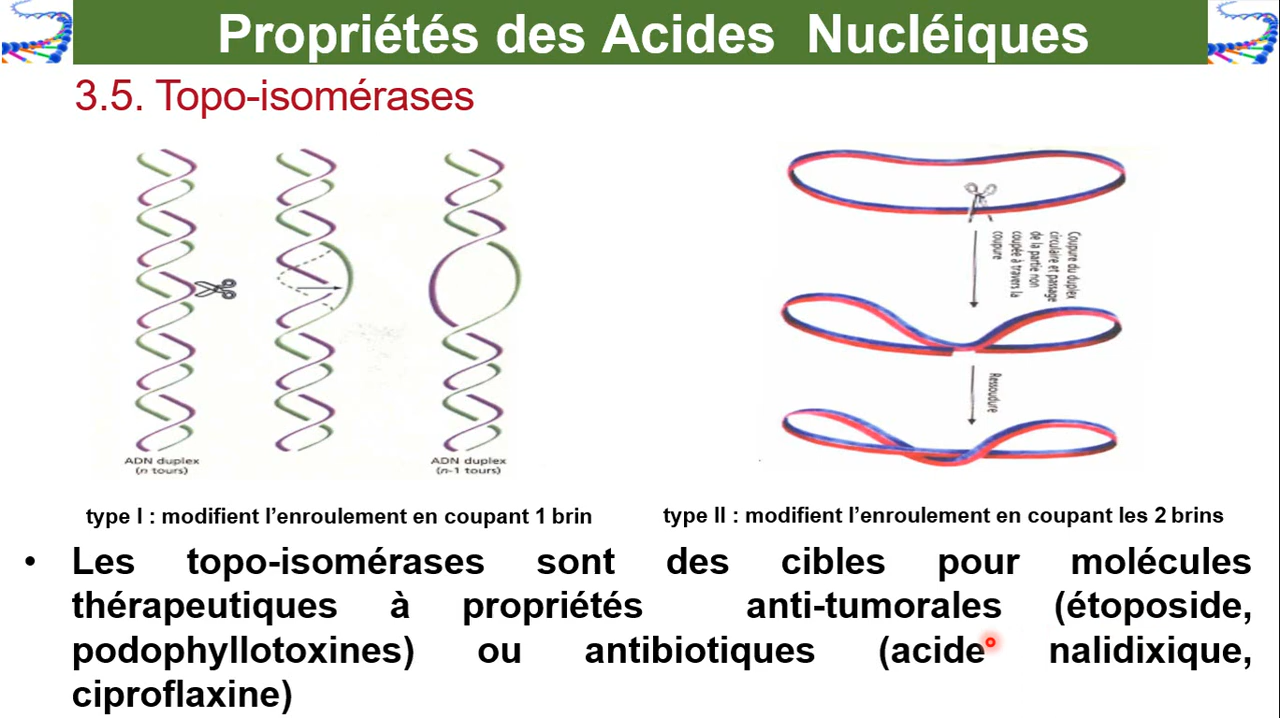 Propriétés des Acides Nucléiques
3.5. Topo-isomérases
ADN duplex
(n tours)
ADN duplex
(n-1 tours)
Coupure du duplex
circulaire et passage
de la partie non
coupée à travers la
coupure
Ressoudure
type I : modifient l’enroulement en coupant 1 brin
type II : modifient l’enroulement en coupant les 2 brins
• Les topo-isomérases sont des cibles pour molécules
thérapeutiques à propriétés anti-tumorales (étoposide,
podophyllotoxines) ou antibiotiques (acide nalidixique,
ciproflaxine)